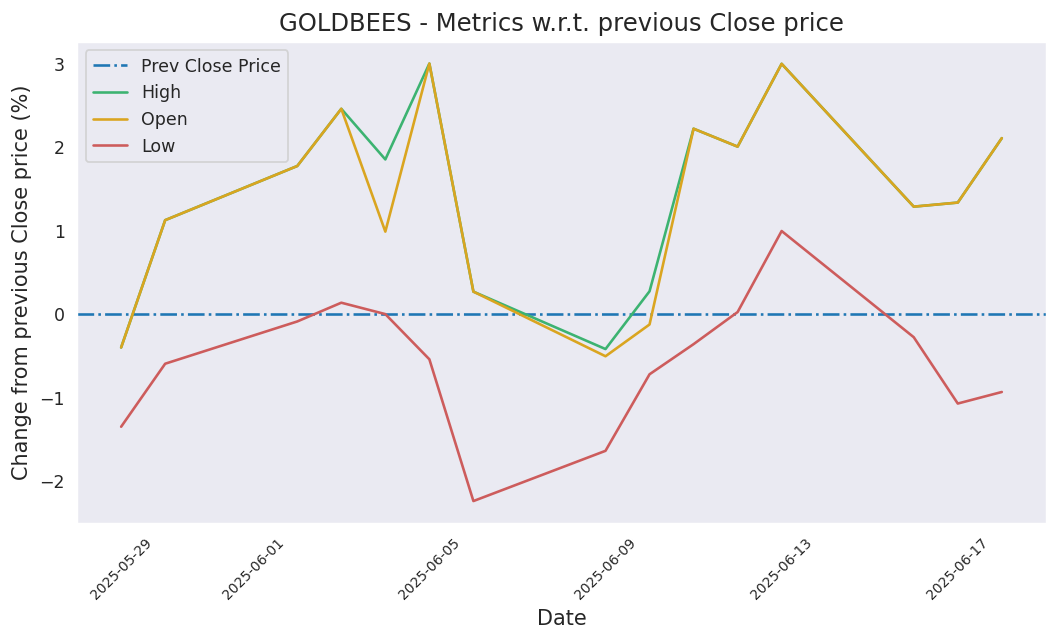 GOLDBEES - Metrics w.r.t. previous Close price
Change from previous Close price (%)
3
2
1
0
−1
−2
Prev Close Price
High
Open
Low
2025-05-29
2025-06-01
2025-06-05
2025-06-09
2025-06-13
2025-06-17
Date